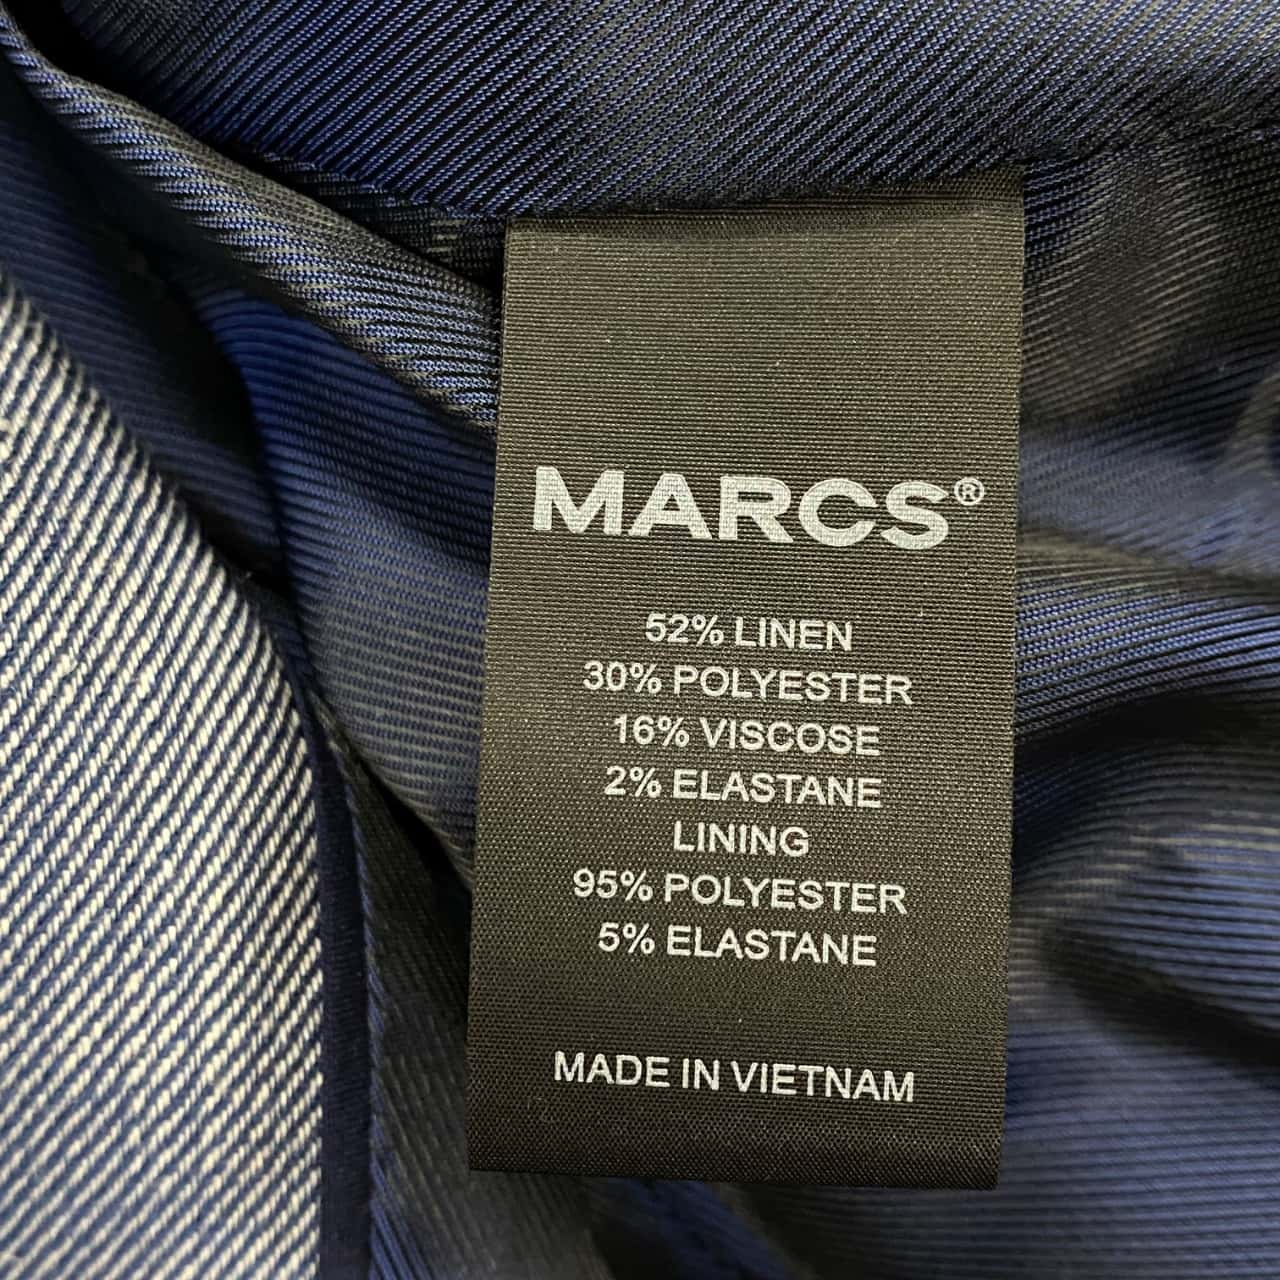 MARCS®
52% LINEN
30% POLYESTER
16% VISCOSE
2% ELASTANE
LINING
95% POLYESTER
5% ELASTANE
MADE IN VIETNAM